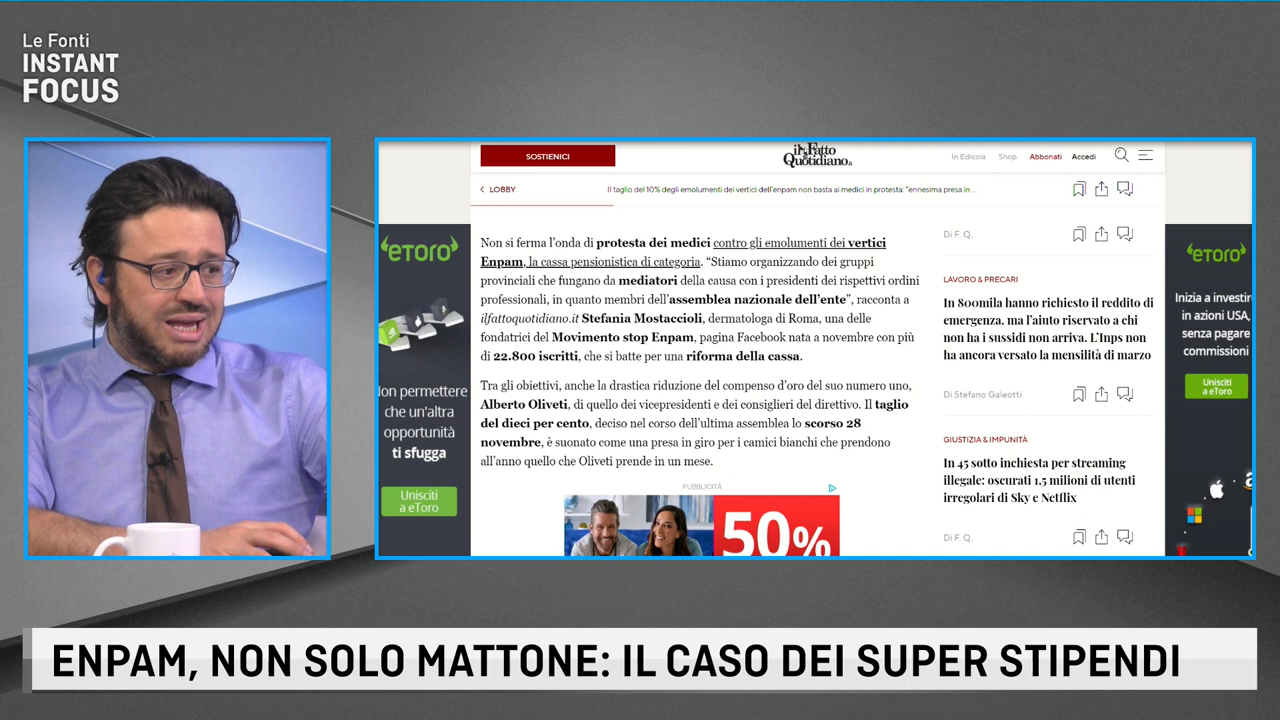 Le Fonti
INSTANT
FOCUS
SOSTIENICI
il Fatto
Quotidiano.it
In Edicola
Shop
Abbonati
Accedi
LOBBY
Il taglio del 10% degli emolumenti dei vertici dell'enpam non basta ai medici in protesta: "ennesima presa in ...
Non si ferma l'onda di protesta dei medici contro gli emolumenti dei vertici
Enpam, la cassa pensionistica di categoria. "Stiamo organizzando dei gruppi
provinciali che fungano da mediatori della causa con i presidenti dei rispettivi ordini
professionali, in quanto membri dell'assemblea nazionale dell'ente", racconta a
ilfattoquotidiano.it Stefania Mostaccioli, dermatologa di Roma, una delle
fondatrici del Movimento stop Enpam, pagina Facebook nata a novembre con più
di 22.800 iscritti, che si batte per una riforma della cassa.
Tra gli obiettivi, anche la drastica riduzione del compenso d'oro del suo numero uno,
Alberto Oliveti, di quello dei vicepresidenti e dei consiglieri del direttivo. Il taglio
del dieci per cento, deciso nel corso dell'ultima assemblea lo scorso 28
novembre, è suonato come una presa in giro per i camici bianchi che prendono
all'anno quello che Oliveti prende in un mese.
PUBBLICITÀ
50%
Di F. Q.
LAVORO & PRECARI
In 800mila hanno richiesto il reddito di
emergenza, ma l'aiuto riservato a chi
non ha i sussidi non arriva. L'Inps non
ha ancora versato la mensilità di marzo
Di Stefano Galeotti
GIUSTIZIA & IMPUNITÀ
In 45 sotto inchiesta per streaming
illegale: oscurati 1,5 milioni di utenti
irregolari di Sky e Netflix
Di F. Q.
eToro
Non permettere
che un'altra
opportunità
ti sfugga
Unisciti
a eToro
eToro
Inizia a investire
in azioni USA,
senza pagare
commissioni
Unisciti
a eToro
ENPAM, NON SOLO MATTONE: IL CASO DEI SUPER STIPENDI